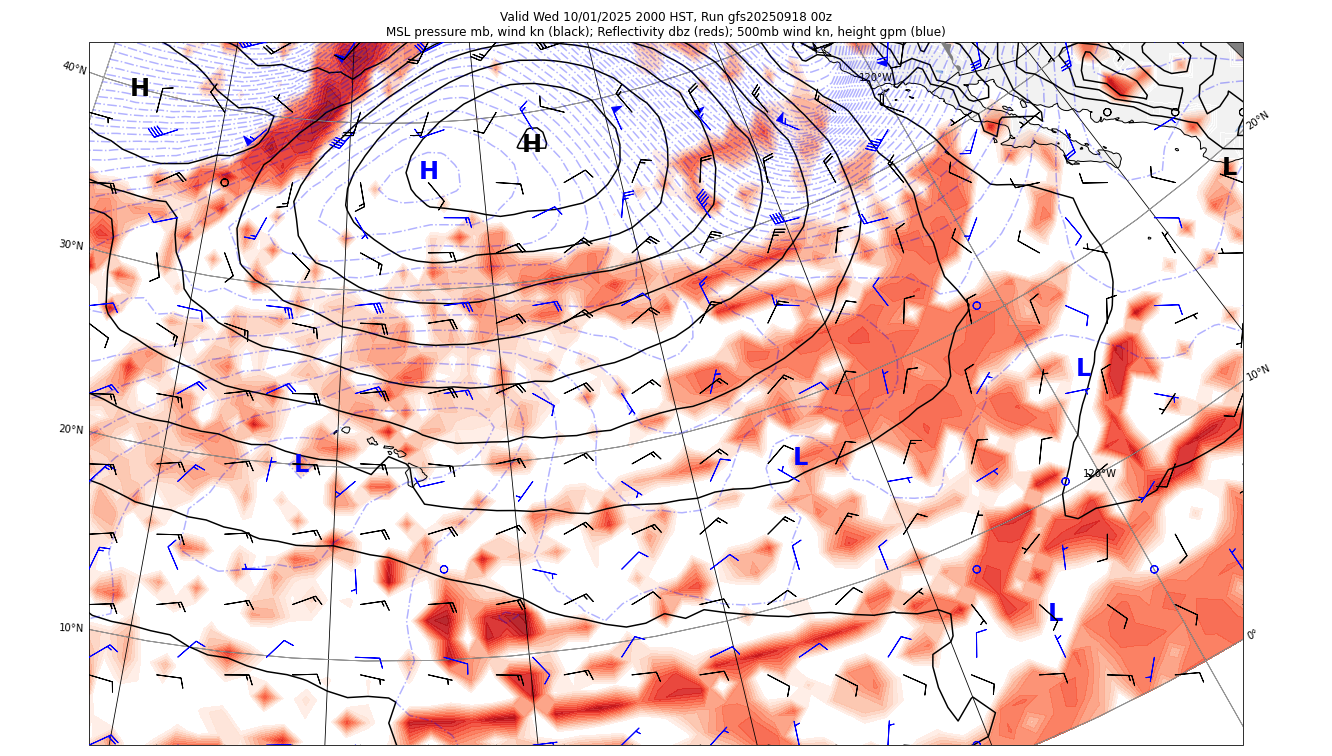 Valid Wed 10/01/2025 2000 HST, Run gfs20250918 00z
MSL pressure mb, wind kn (black); Reflectivity dbz (reds); 500mb wind kn, height gpm (blue)
40°N
120°W
20°N
H
H
H
L
30°N
10°N
L
20°N
L
L
120°W
10°N
L
0°